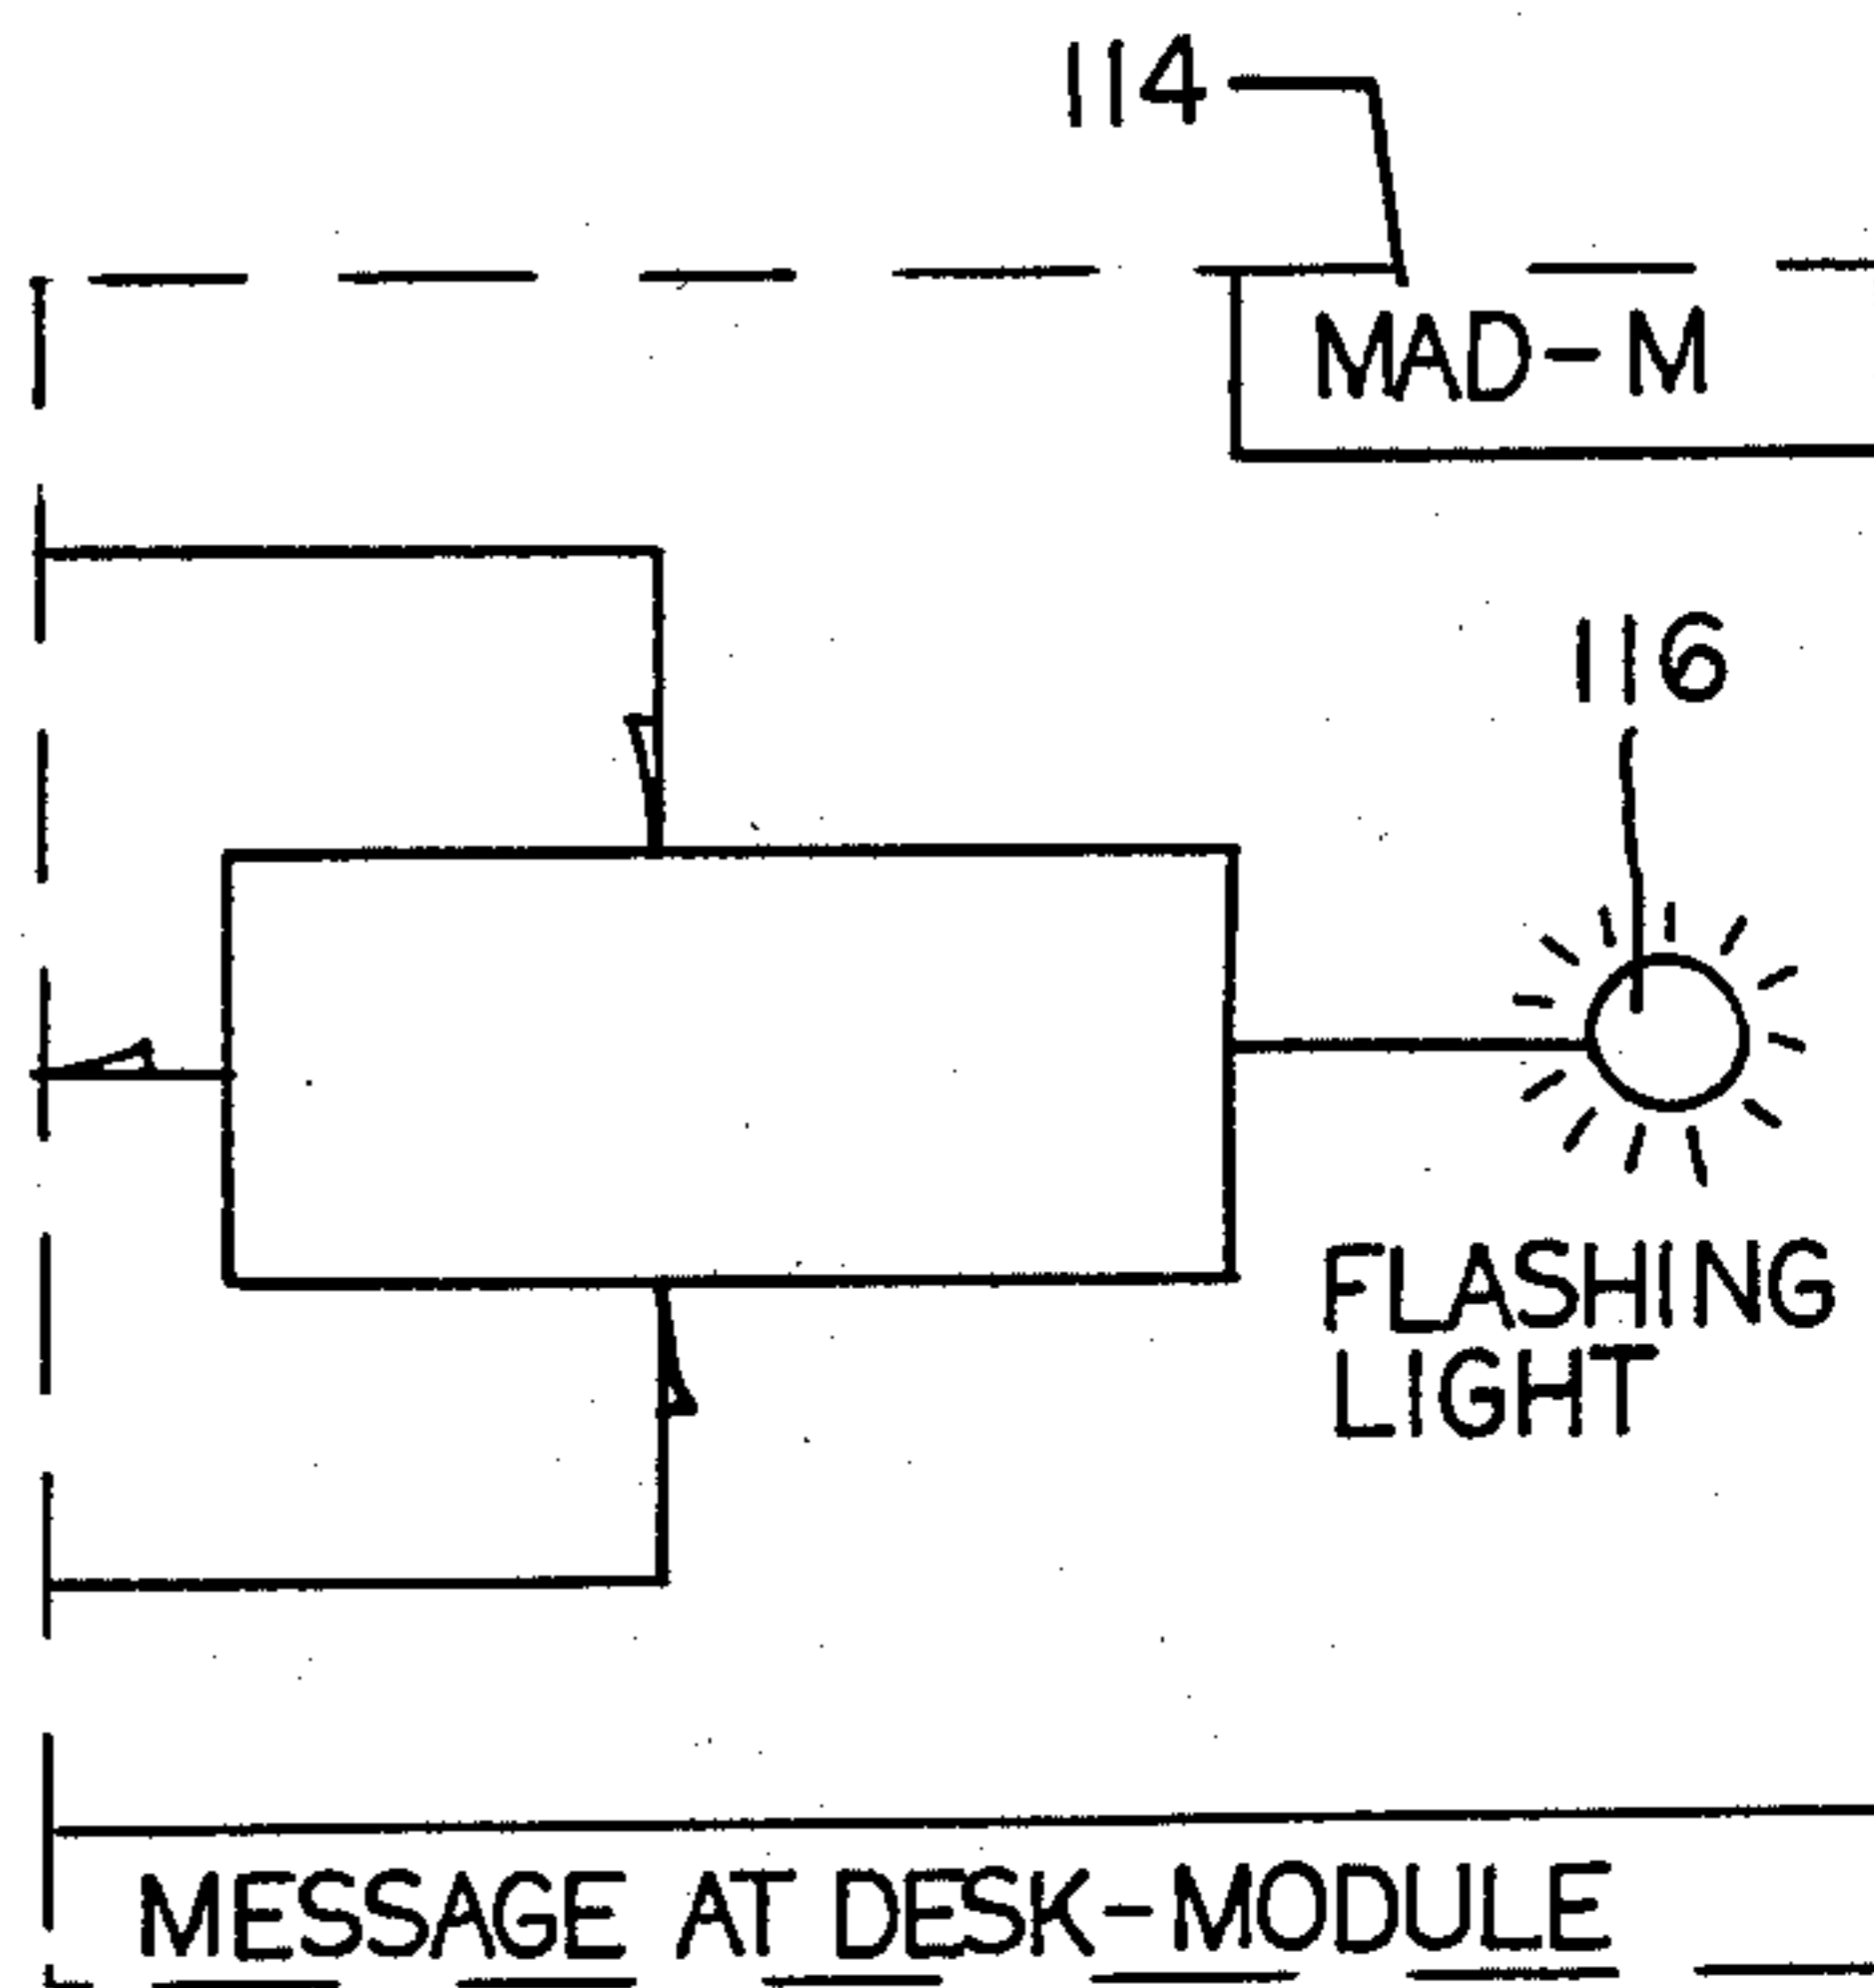 114
MAD-M
116
FLASHING
LIGHT
MESSAGE AT DESK-MODULE